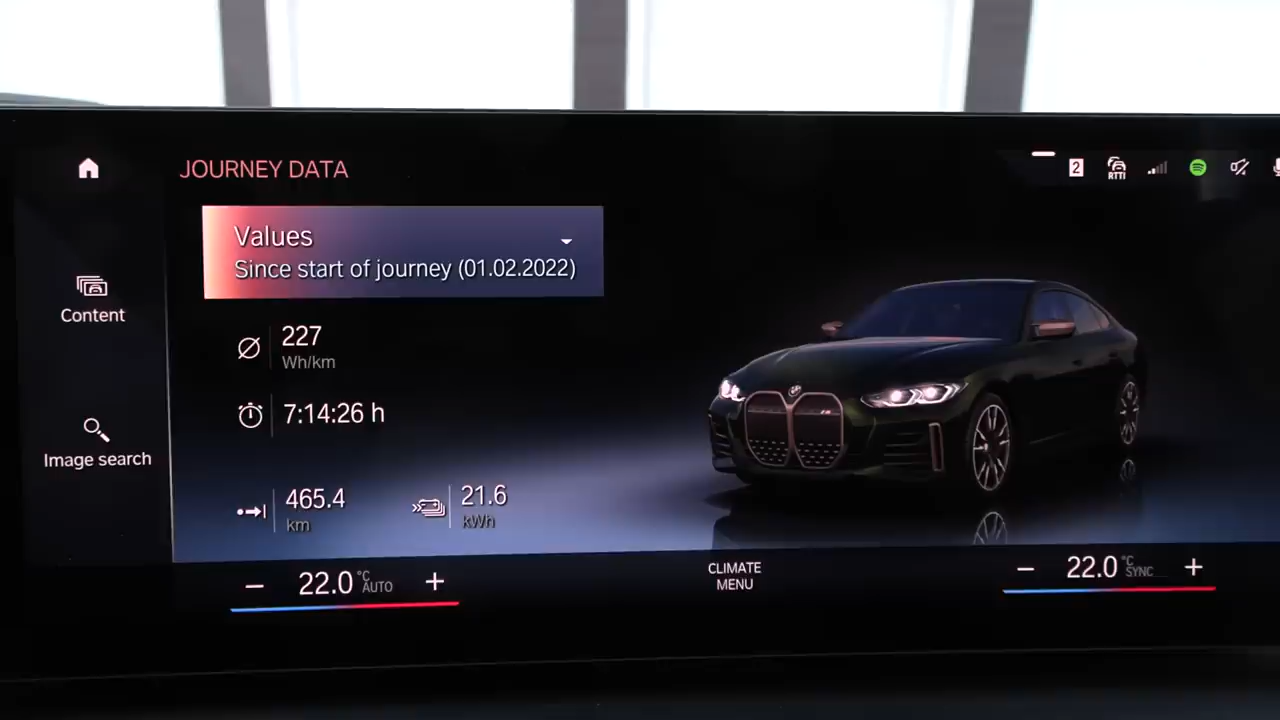 JOURNEY DATA
2
RTTI
Values
Since start of journey (01.02.2022)
Content
227
Wh/km
7:14:26 h
Image search
465.4
km
21.6
kWh
22.0 °C AUTO
CLIMATE
MENU
22.0 °C SYNC